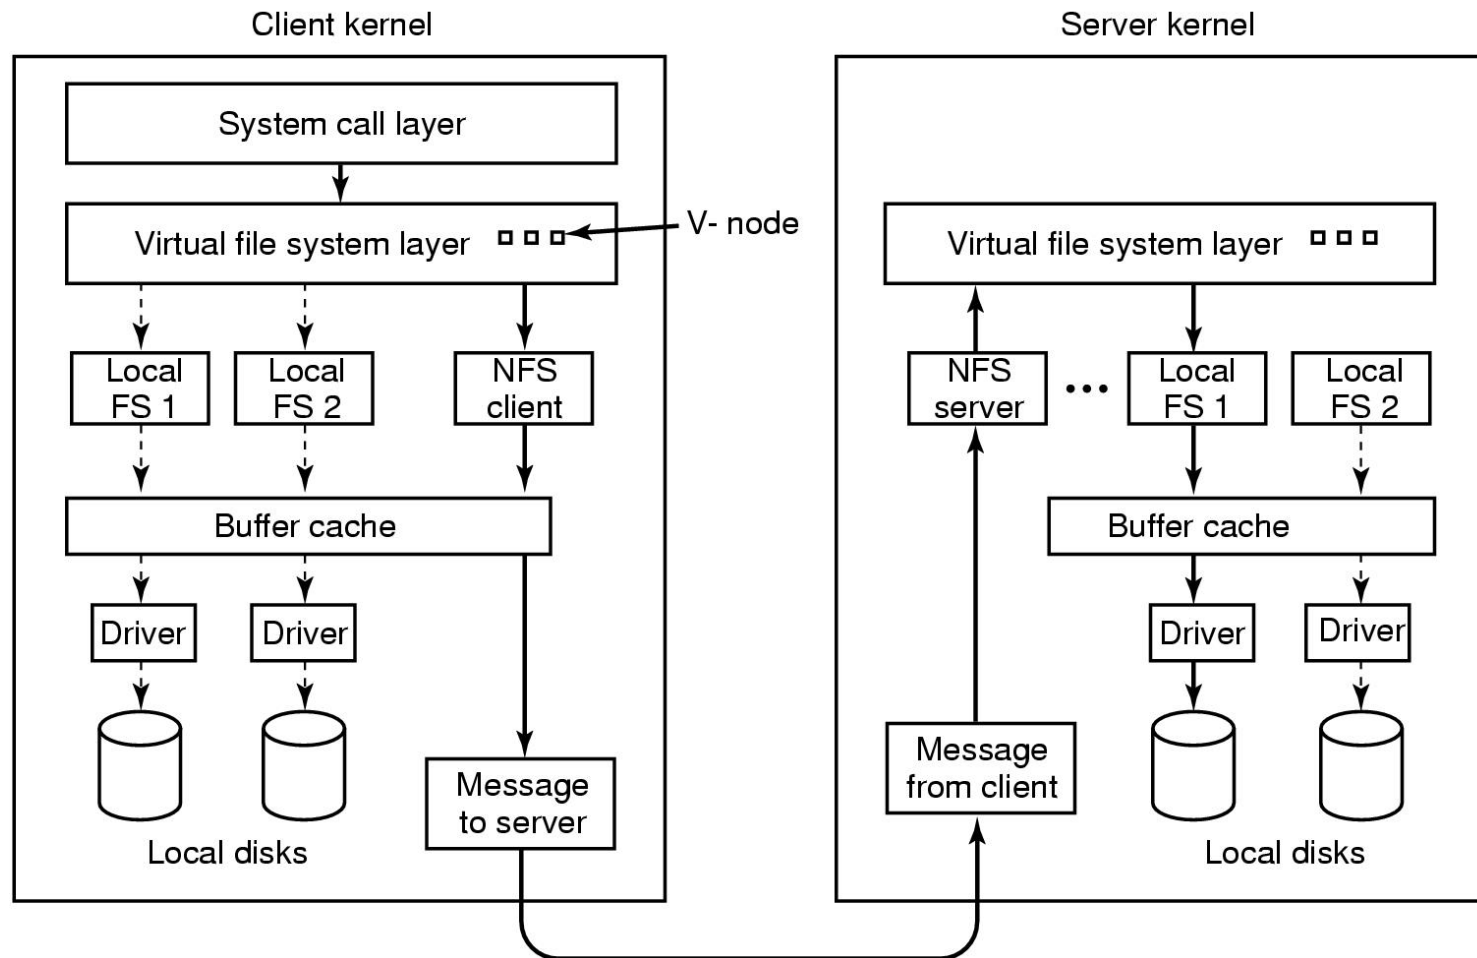 Client kernel
System call layer
Virtual file system layer
V- node
Local
FS 1
Local
FS 2
NFS
client
Buffer cache
Driver
Driver
Local disks
Message
to server
Server kernel
Virtual file system layer
NFS
server
Local
FS 1
Local
FS 2
Buffer cache
Driver
Driver
Message
from client
Local disks